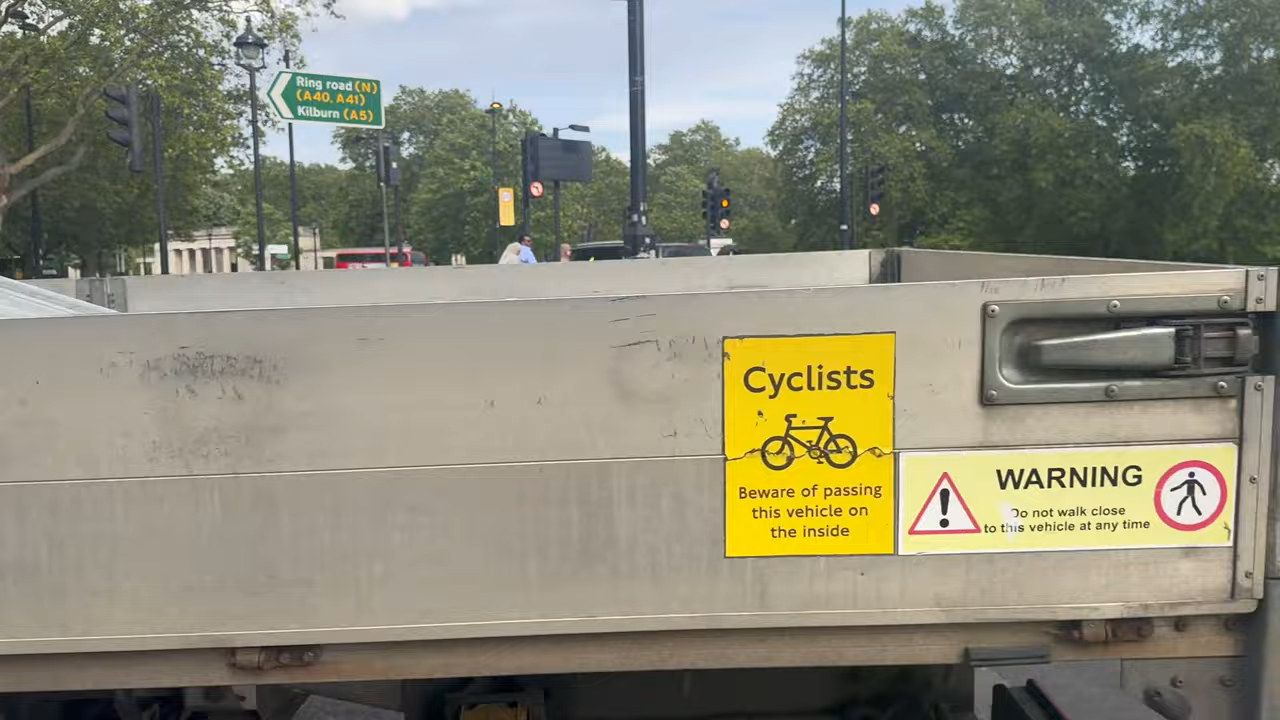 Ring road (N)
(A40, A41)
Kilburn (A5)
Cyclists
Beware of passing
this vehicle on
the inside
WARNING
Do not walk close
to this vehicle at any time